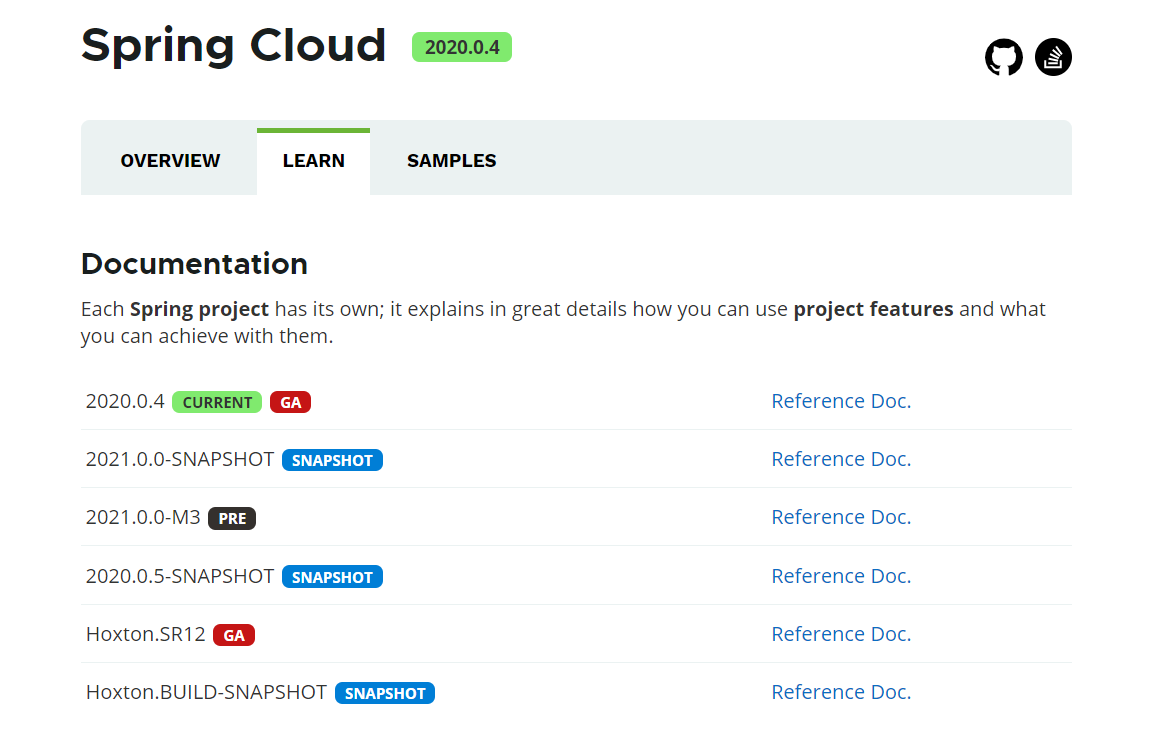 Spring Cloud 2020.0.4
OVERVIEW LEARN SAMPLES
Documentation
Each Spring project has its own; it explains in great details how you can use project features and what
you can achieve with them.
2020.0.4 CURRENT GA Reference Doc.
2021.0.0-SNAPSHOT SNAPSHOT Reference Doc.
2021.0.0-M3 PRE Reference Doc.
2020.0.5-SNAPSHOT SNAPSHOT Reference Doc.
Hoxton.SR12 GA Reference Doc.
Hoxton.BUILD-SNAPSHOT SNAPSHOT Reference Doc.